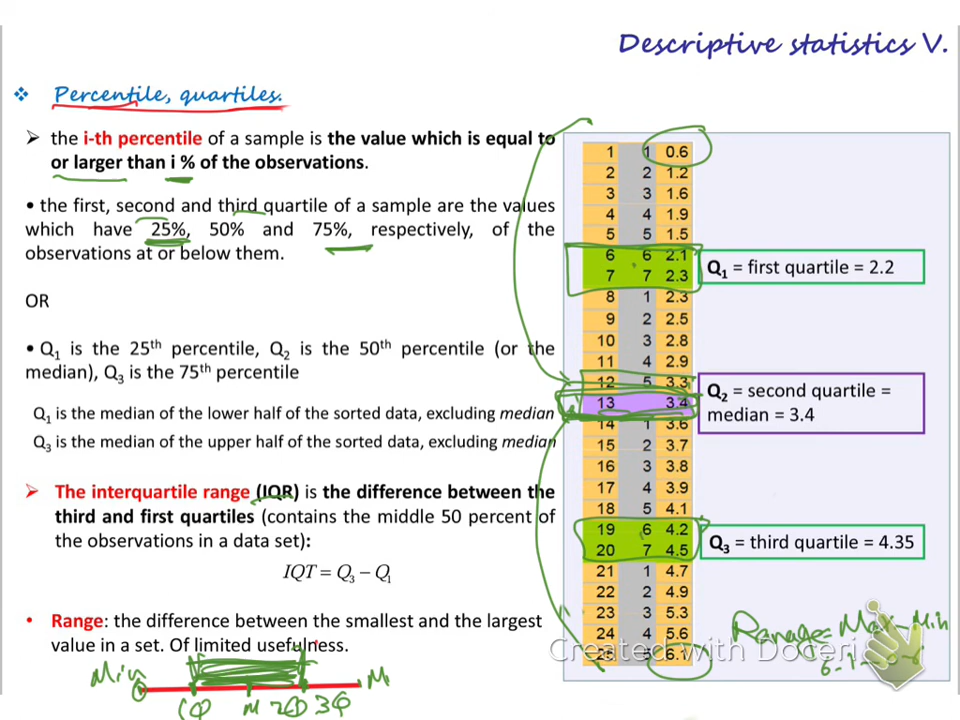 Descriptive statistics V.
❖ Percentile, quartiles.
➢ the i-th percentile of a sample is the value which is equal to
or larger than i % of the observations.
• the first, second and third quartile of a sample are the values
which have 25%, 50% and 75%, respectively, of the
observations at or below them.
OR
• Q1 is the 25th percentile, Q2 is the 50th percentile (or the
median), Q3 is the 75th percentile
Q1 is the median of the lower half of the sorted data, excluding median
Q3 is the median of the upper half of the sorted data, excluding median
➢ The interquartile range (IQR) is the difference between the
third and first quartiles (contains the middle 50 percent of
the observations in a data set):
IQT = Q3 − Q1
• Range: the difference between the smallest and the largest
value in a set. Of limited usefulness.
Min M
1Q M 2Q 3Q
1 1 0.6
2 2 1.2
3 3 1.6
4 4 1.9
5 5 1.5
6 6 2.1
7 7 2.3
8 1 2.3
9 2 2.5
10 3 2.8
11 4 2.9
12 5 3.3
13 3.4
14 1 3.6
15 2 3.7
16 3 3.8
17 4 3.9
18 5 4.1
19 6 4.2
20 7 4.5
21 1 4.7
22 2 4.9
23 3 5.3
24 4 5.6
25 6.1
Q1 = first quartile = 2.2
Q2 = second quartile =
median = 3.4
Q3 = third quartile = 4.35
Range = Max - Min
6.1
Created with Doceri